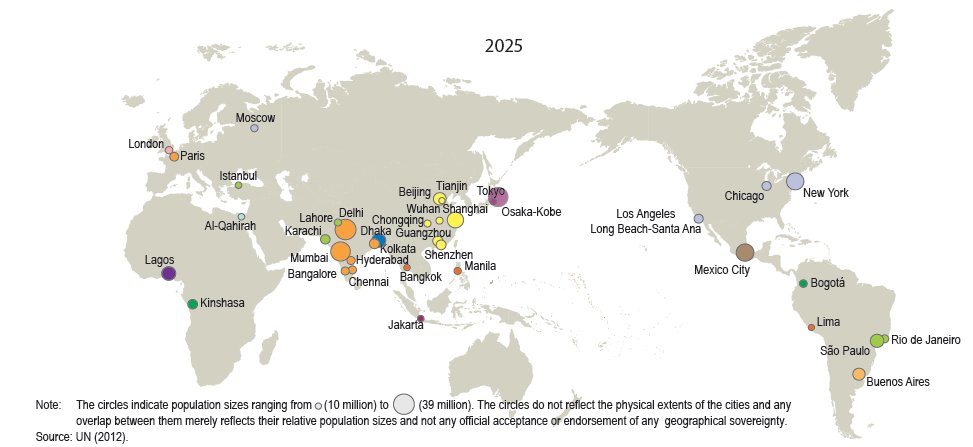 2025
Moscow
London
Paris
Istanbul
Al-Qahirah
Lagos
Kinshasa
Beijing
Tianjin
Tokyo
Osaka-Kobe
Lahore
Delhi
Chongqing
Wuhan
Shanghai
Karachi
Dhaka
Guangzhou
Kolkata
Shenzhen
Mumbai
Hyderabad
Bangalore
Chennai
Bangkok
Manila
Jakarta
Chicago
New York
Los Angeles
Long Beach-Santa Ana
Mexico City
Bogotá
Lima
São Paulo
Rio de Janeiro
Buenos Aires
Note: The circles indicate population sizes ranging from (10 million) to (39 million). The circles do not reflect the physical extents of the cities and any
overlap between them merely reflects their relative population sizes and not any official acceptance or endorsement of any geographical sovereignty.
Source: UN (2012).